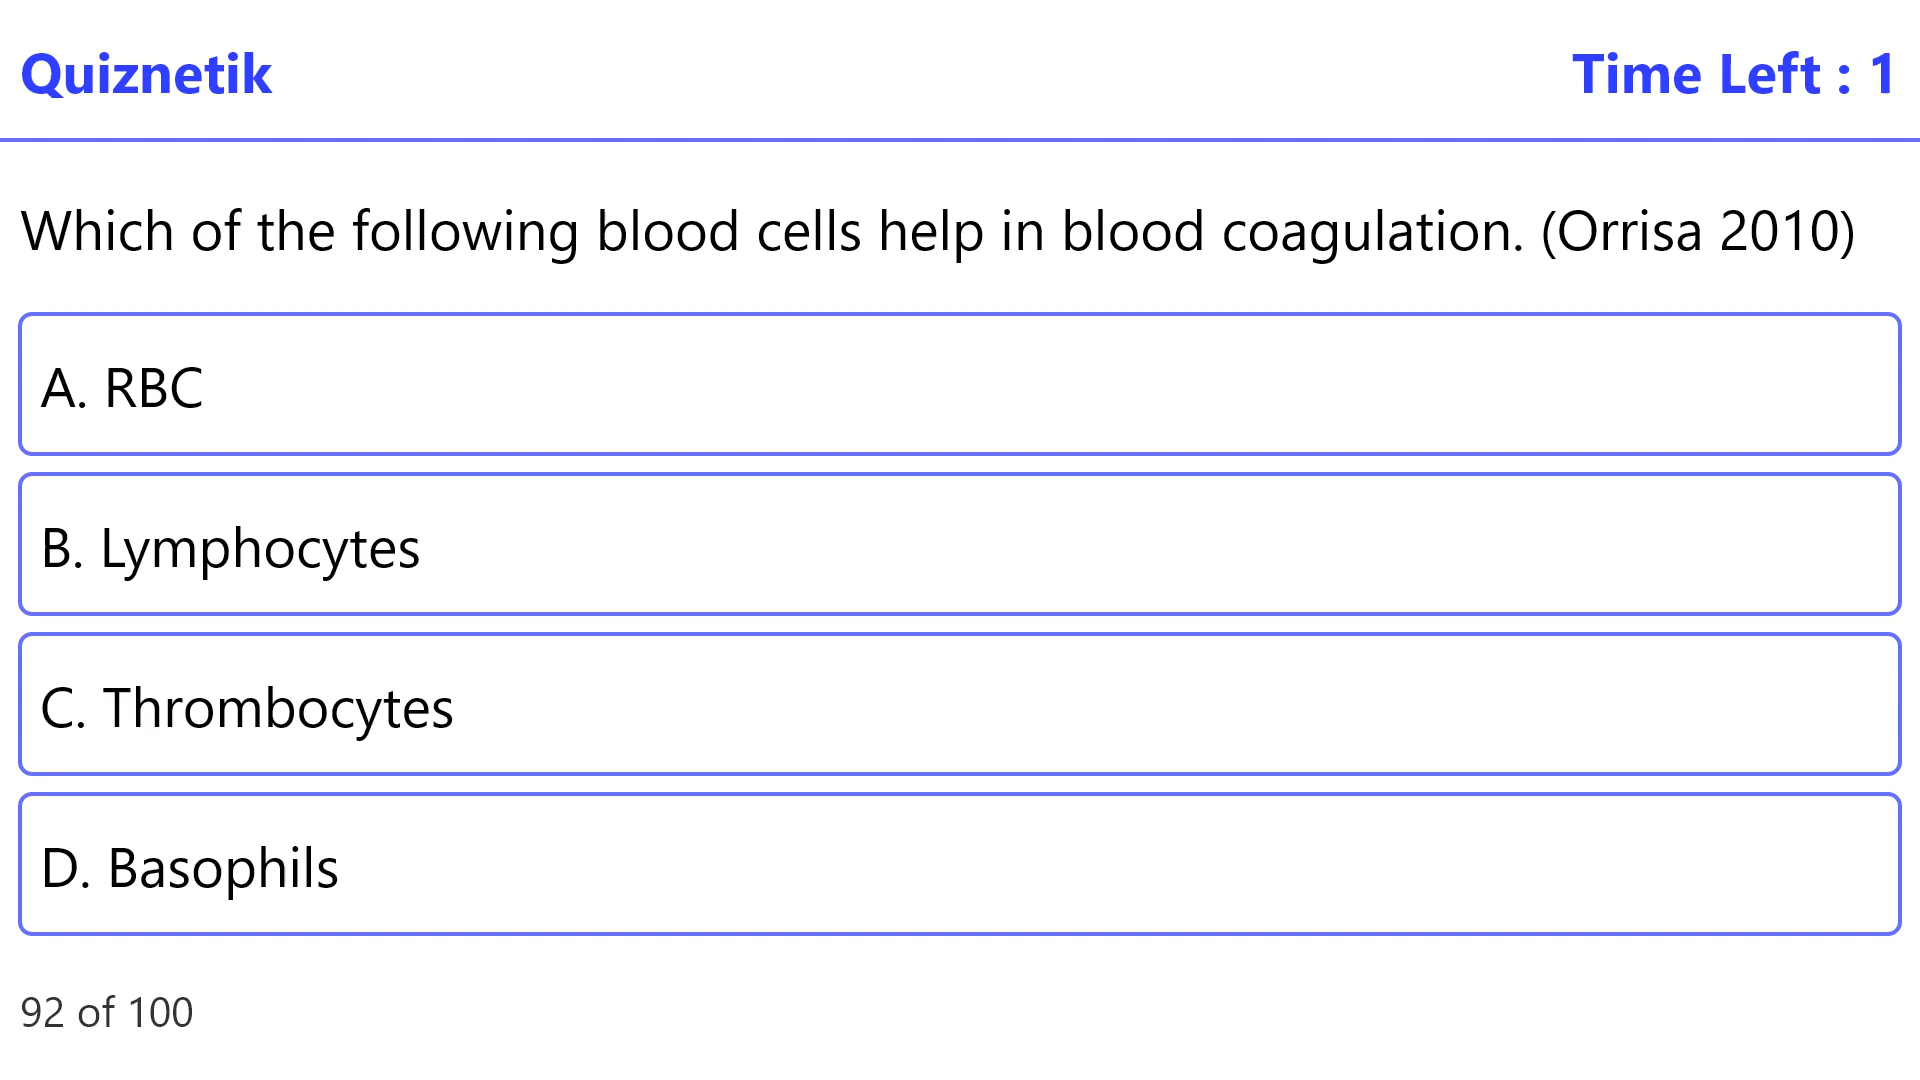 Quiznetik
Time Left : 1
Which of the following blood cells help in blood coagulation. (Orrisa 2010)
A. RBC
B. Lymphocytes
C. Thrombocytes
D. Basophils
92 of 100